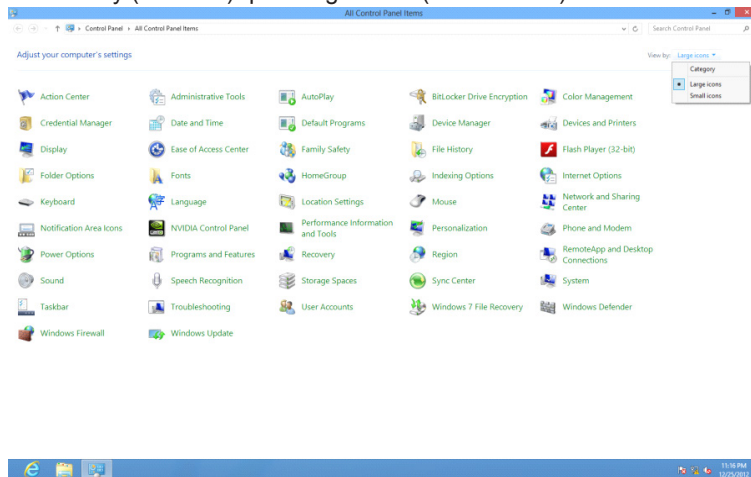 All Control Panel Items
Control Panel ▸ All Control Panel Items
Search Control Panel
Adjust your computer's settings
View by: Large icons
Category
Large icons
Small icons
Action Center
Administrative Tools
AutoPlay
BitLocker Drive Encryption
Color Management
Credential Manager
Date and Time
Default Programs
Device Manager
Devices and Printers
Display
Ease of Access Center
Family Safety
File History
Flash Player (32-bit)
Folder Options
Fonts
HomeGroup
Indexing Options
Internet Options
Keyboard
Language
Location Settings
Mouse
Network and Sharing
Center
Notification Area Icons
NVIDIA Control Panel
Performance Information
and Tools
Personalization
Phone and Modem
Power Options
Programs and Features
Recovery
Region
RemoteApp and Desktop
Connections
Sound
Speech Recognition
Storage Spaces
Sync Center
System
Taskbar
Troubleshooting
User Accounts
Windows 7 File Recovery
Windows Defender
Windows Firewall
Windows Update
11:16 PM
12/25/2012